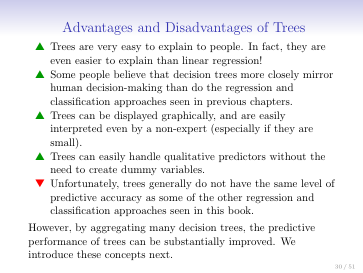 Advantages and Disadvantages of Trees
▲ Trees are very easy to explain to people. In fact, they are
even easier to explain than linear regression!
▲ Some people believe that decision trees more closely mirror
human decision-making than do the regression and
classification approaches seen in previous chapters.
▲ Trees can be displayed graphically, and are easily
interpreted even by a non-expert (especially if they are
small).
▲ Trees can easily handle qualitative predictors without the
need to create dummy variables.
▼ Unfortunately, trees generally do not have the same level of
predictive accuracy as some of the other regression and
classification approaches seen in this book.
However, by aggregating many decision trees, the predictive
performance of trees can be substantially improved. We
introduce these concepts next.
30 / 51